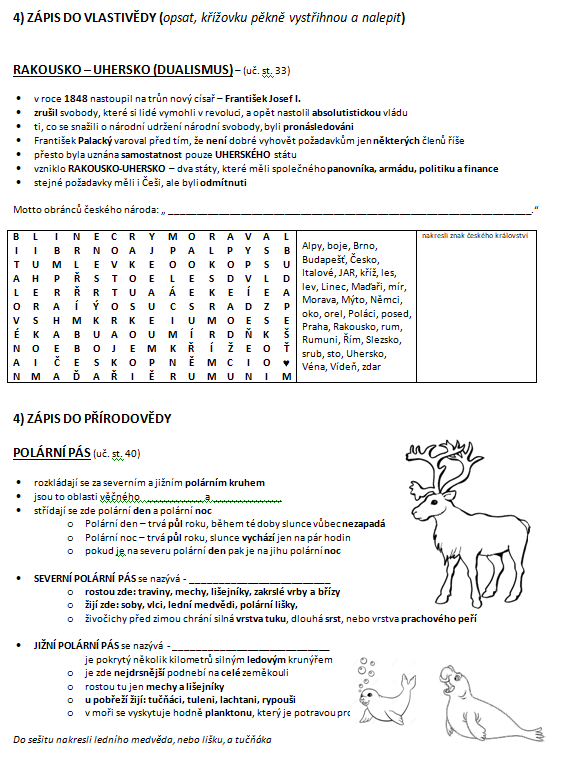 4) ZÁPIS DO VLASTIVĚDY (opsat, křížovku pěkně vystřihnou a nalepit)
RAKOUSKO – UHERSKO (DUALISMUS) – (uč. st. 33)
• v roce 1848 nastoupil na trůn nový císař – František Josef I.
• zrušil svobody, které si lidé vymohli v revoluci, a opět nastolil absolutistickou vládu
• ti, co se snažili o národní udržení národní svobody, byli pronásledováni
• František Palacký varoval před tím, že není dobré vyhovět požadavkům jen některých členů říše
• přesto byla uznána samostatnost pouze UHERSKÉHO státu
• vzniklo RAKOUSKO-UHERSKO – dva státy, které měli společného panovníka, armádu, politiku a finance
• stejné požadavky měli i Češi, ale byli odmítnuti
Motto obránců českého národa: „ ______________________________________________.“
B L I N E C R Y M O R A V A L
I I B R N O A J P A L P Y S B
T U M L E V K E O O K O P S U
A H P Ř S T O E L E S D V L D
L E R Ř R T U A Á E K E Í E A
O R A Í Ý O S U C S R A D Z P
V S H M K R K E I U M O E S E
É K A B U A O U M Í R D Ň K Š
N O E B O J E M K Ř Í Ž E O Ť
A I Č E S K O P N Ě M C I O ♥
N M A Ď A Ř I Ě R U M U N I M
Alpy, boje, Brno,
Budapešť, Česko,
Italové, JAR, kříž, les,
lev, Linec, Maďaři, mír,
Morava, Mýto, Němci,
oko, orel, Poláci, posed,
Praha, Rakousko, rum,
Rumuni, Řím, Slezsko,
srub, sto, Uhersko,
Véna, Vídeň, zdar
nakresli znak českého království
4) ZÁPIS DO PŘÍRODOVĚDY
POLÁRNÍ PÁS (uč. st. 40)
• rozkládají se za severním a jižním polárním kruhem
• jsou to oblasti věčného ____________ a ______________
• střídají se zde polární den a polární noc
o Polární den – trvá půl roku, během té doby slunce vůbec nezapadá
o Polární noc – trvá půl roku, slunce vychází jen na pár hodin
o pokud je na severu polární den pak je na jihu polární noc
• SEVERNÍ POLÁRNÍ PÁS se nazývá - _________________________
o rostou zde: traviny, mechy, lišejníky, zakrslé vrby a břízy
o žijí zde: soby, vlci, lední medvědi, polární lišky,
o živočichy před zimou chrání silná vrstva tuku, dlouhá srst, nebo vrstva prachového peří
• JIŽNÍ POLÁRNÍ PÁS se nazývá - ____________________________
je pokrytý několik kilometrů silným ledovým krunýřem
o je zde nejdrsnější podnebí na celé zeměkouli
o rostou tu jen mechy a lišejníky
o u pobřeží žijí: tučňáci, tuleni, lachtani, rypouši
o v moři se vyskytuje hodně planktonu, který je potravou pro
Do sešitu nakresli ledního medvěda, nebo lišku, a tučňáka